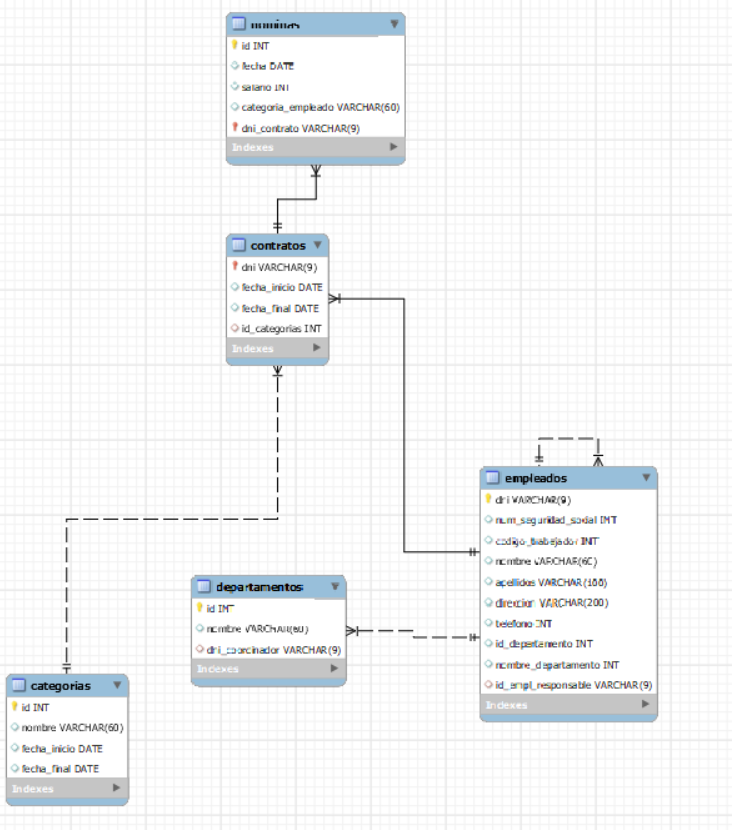 nominas
id INT
fecha DATE
salario INT
categoria_empleado VARCHAR(60)
dni_contrato VARCHAR(9)
Indexes
contratos
dni VARCHAR(9)
fecha_inicio DATE
fecha_final DATE
id_categorias INT
Indexes
empleados
dni VARCHAR(9)
num_seguridad_social INT
codigo_trabajador INT
nombre VARCHAR(60)
apellidos VARCHAR(100)
direccion VARCHAR(200)
telefono INT
id_departamento INT
nombre_departamento INT
id_empl_responsable VARCHAR(9)
Indexes
departamentos
id INT
nombre VARCHAR(60)
dni_coordinador VARCHAR(9)
Indexes
categorias
id INT
nombre VARCHAR(60)
fecha_inicio DATE
fecha_final DATE
Indexes